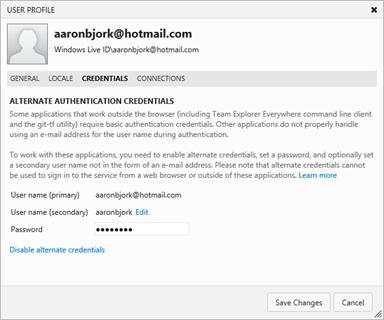 USER PROFILE
aaronbjork@hotmail.com
Windows Live ID\aaronbjork@hotmail.com
GENERAL LOCALE CREDENTIALS CONNECTIONS
ALTERNATE AUTHENTICATION CREDENTIALS
Some applications that work outside the browser (including Team Explorer Everywhere command line client
and the git-tf utility) require basic authentication credentials. Other applications do not properly handle
using an e-mail address for the user name during authentication.
To work with these applications, you need to enable alternate credentials, set a password, and optionally set
a secondary user name not in the form of an e-mail address. Please note that alternate credentials cannot
be used to sign in to the service from a web browser or outside of these applications. Learn more
User name (primary) aaronbjork@hotmail.com
User name (secondary) aaronbjork Edit
Password ●●●●●●●●
Disable alternate credentials
Save Changes Cancel